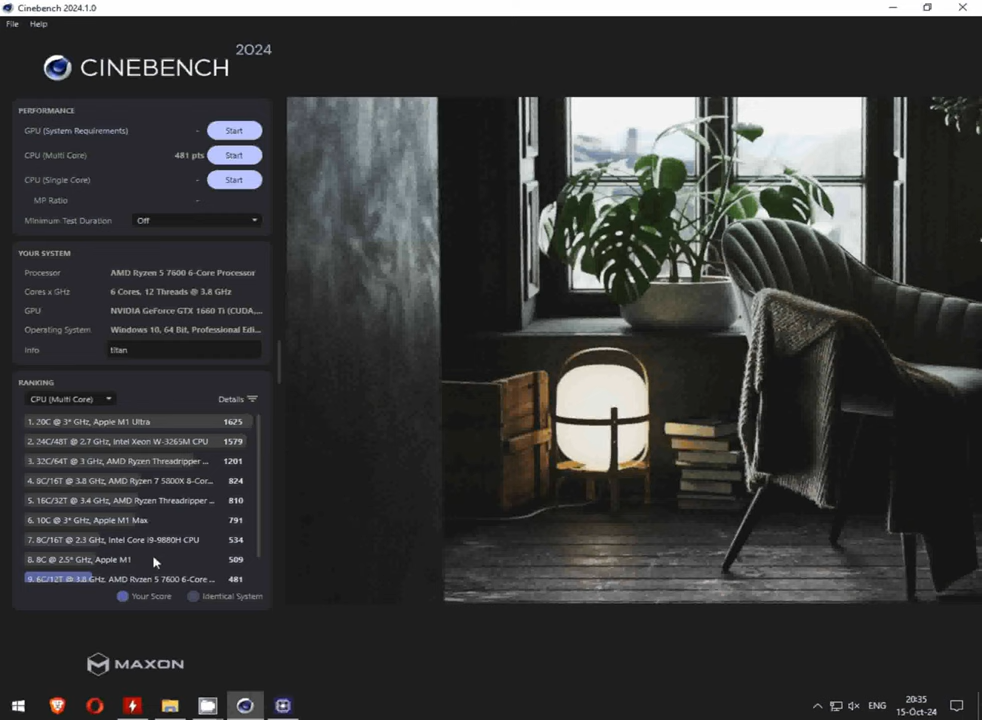 Cinebench 2024.1.0
File Help
CINEBENCH 2024
PERFORMANCE
GPU (System Requirements) - Start
CPU (Multi Core) 481 pts Start
CPU (Single Core) - Start
MP Ratio -
Minimum Test Duration Off
YOUR SYSTEM
Processor AMD Ryzen 5 7600 6-Core Processor
Cores x GHz 6 Cores, 12 Threads @ 3.8 GHz
GPU NVIDIA GeForce GTX 1660 Ti (CUDA,...
Operating System Windows 10, 64 Bit, Professional Edi...
Info titan
RANKING
CPU (Multi Core) Details
1. 20C @ 3* GHz, Apple M1 Ultra 1625
2. 24C/48T @ 2.7 GHz, Intel Xeon W-3265M CPU 1579
3. 32C/64T @ 3 GHz, AMD Ryzen Threadripper ... 1201
4. 8C/16T @ 3.8 GHz, AMD Ryzen 7 5800X 8-Cor... 824
5. 16C/32T @ 3.4 GHz, AMD Ryzen Threadripper ... 810
6. 10C @ 3* GHz, Apple M1 Max 791
7. 8C/16T @ 2.3 GHz, Intel Core i9-9880H CPU 534
8. 8C @ 2.5* GHz, Apple M1 509
9. 6C/12T @ 3.8 GHz, AMD Ryzen 5 7600 6-Core ... 481
Your Score Identical System
MAXON
ENG
20:35
15-Oct-24